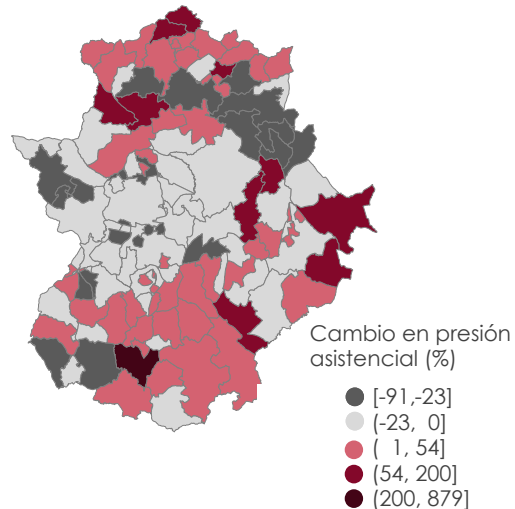 Cambio en presión
asistencial (%)
[-91,-23]
(-23, 0]
( 1, 54]
(54, 200]
(200, 879]